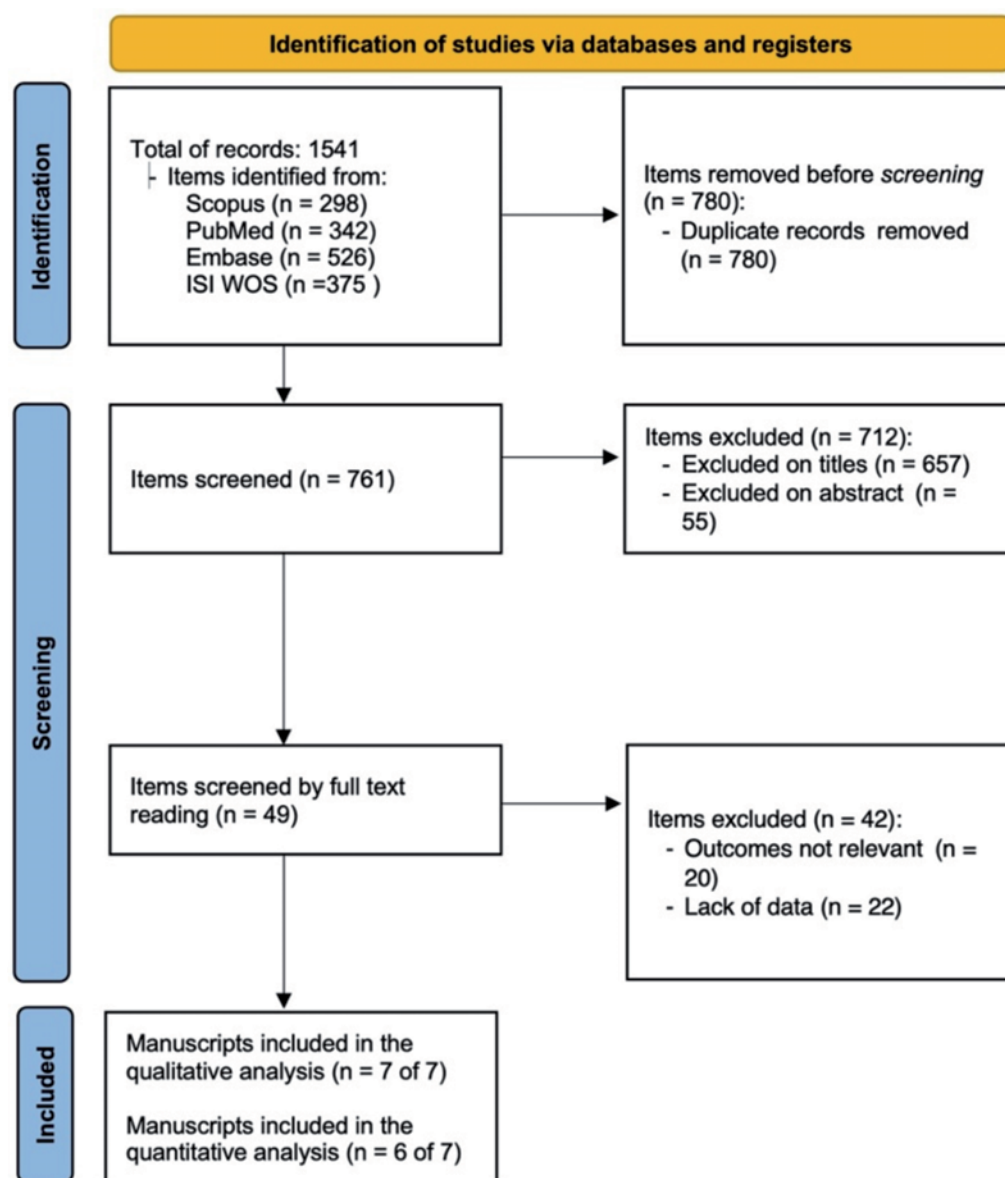 Identification of studies via databases and registers
Identification
Total of records: 1541
- Items identified from:
Scopus (n = 298)
PubMed (n = 342)
Embase (n = 526)
ISI WOS (n =375 )
Items removed before screening
(n = 780):
- Duplicate records removed
(n = 780)
Screening
Items screened (n = 761)
Items excluded (n = 712):
- Excluded on titles (n = 657)
- Excluded on abstract (n =
55)
Items screened by full text
reading (n = 49)
Items excluded (n = 42):
- Outcomes not relevant (n =
20)
- Lack of data (n = 22)
Included
Manuscripts included in the
qualitative analysis (n = 7 of 7)
Manuscripts included in the
quantitative analysis (n = 6 of 7)